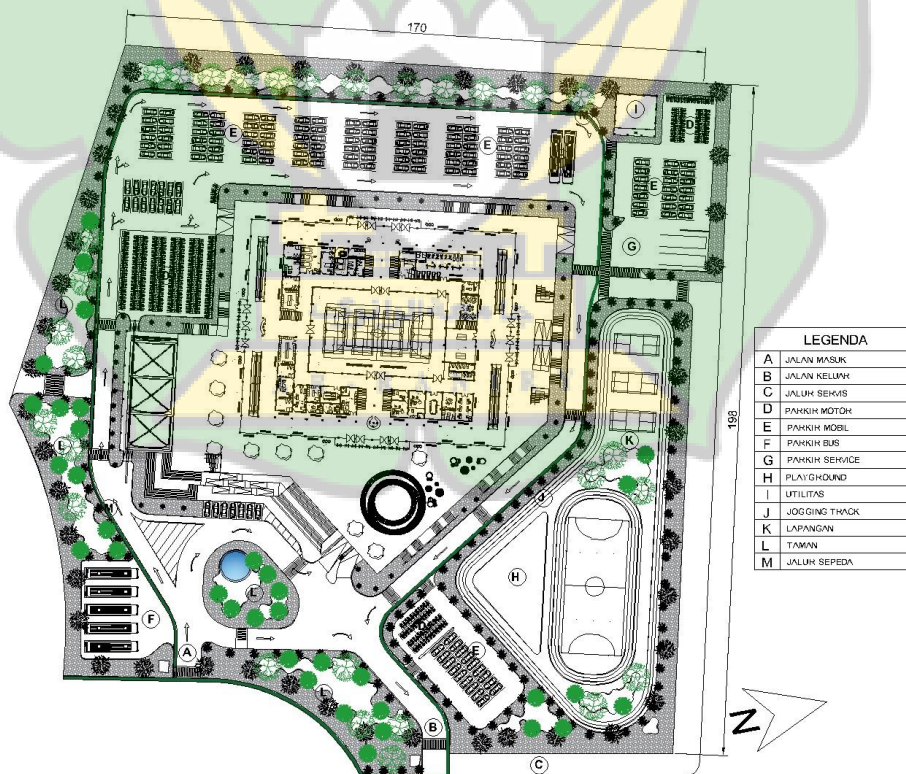 170
I
D
E
E
E
G
D
198
LEGENDA
A JALAN MASUK
B JALAN KELUAR
C JALUR SERVIS
D PARKIR MOTOR
E PARKIR MOBIL
F PARKIR BUS
G PARKIR SERVICE
H PLAYGROUND
I UTILITAS
J JOGGING TRACK
K LAPANGAN
L TAMAN
M JALUR SEPEDA
L
K
L
J
M
H
L
F
E
A
L
B
N
C